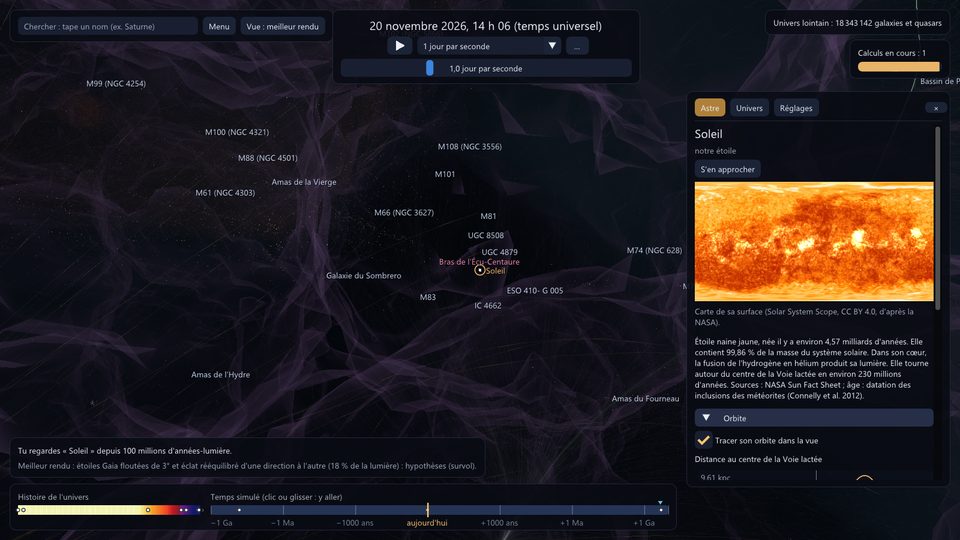 Chercher : tape un nom (ex. Saturne)
Menu
Vue : meilleur rendu
20 novembre 2026, 14 h 06 (temps universel)
1 jour par seconde
...
1,0 jour par seconde
Univers lointain : 18 343 142 galaxies et quasars
Calculs en cours : 1
M99 (NGC 4254)
M100 (NGC 4321)
M88 (NGC 4501)
Amas de la Vierge
M61 (NGC 4303)
M108 (NGC 3556)
M101
M66 (NGC 3627)
M81
UGC 8508
UGC 4879
Bras de l'Écu-Centaure
Soleil
M74 (NGC 628)
Galaxie du Sombrero
ESO 410- G 005
M83
IC 4662
Amas de l'Hydre
Amas du Fourneau
Bassin de P
Astre
Univers
Réglages
×
Soleil
notre étoile
S'en approcher
Carte de sa surface (Solar System Scope, CC BY 4.0, d'après la
NASA).
Étoile naine jaune, née il y a environ 4,57 milliards d'années. Elle
contient 99,86 % de la masse du système solaire. Dans son cœur,
la fusion de l'hydrogène en hélium produit sa lumière. Elle tourne
autour du centre de la Voie lactée en environ 230 millions
d'années. Sources : NASA Sun Fact Sheet ; âge : datation des
inclusions des météorites (Connelly et al. 2012).
Orbite
Tracer son orbite dans la vue
Distance au centre de la Voie lactée
9,61 kpc
Tu regardes « Soleil » depuis 100 millions d'années-lumière.
Meilleur rendu : étoiles Gaia floutées de 3° et éclat rééquilibré d'une direction à l'autre (18 % de la lumière) : hypothèses (survol).
Histoire de l'univers
Temps simulé (clic ou glisser : y aller)
−1 Ga
−1 Ma
−1000 ans
aujourd'hui
+1000 ans
+1 Ma
+1 Ga